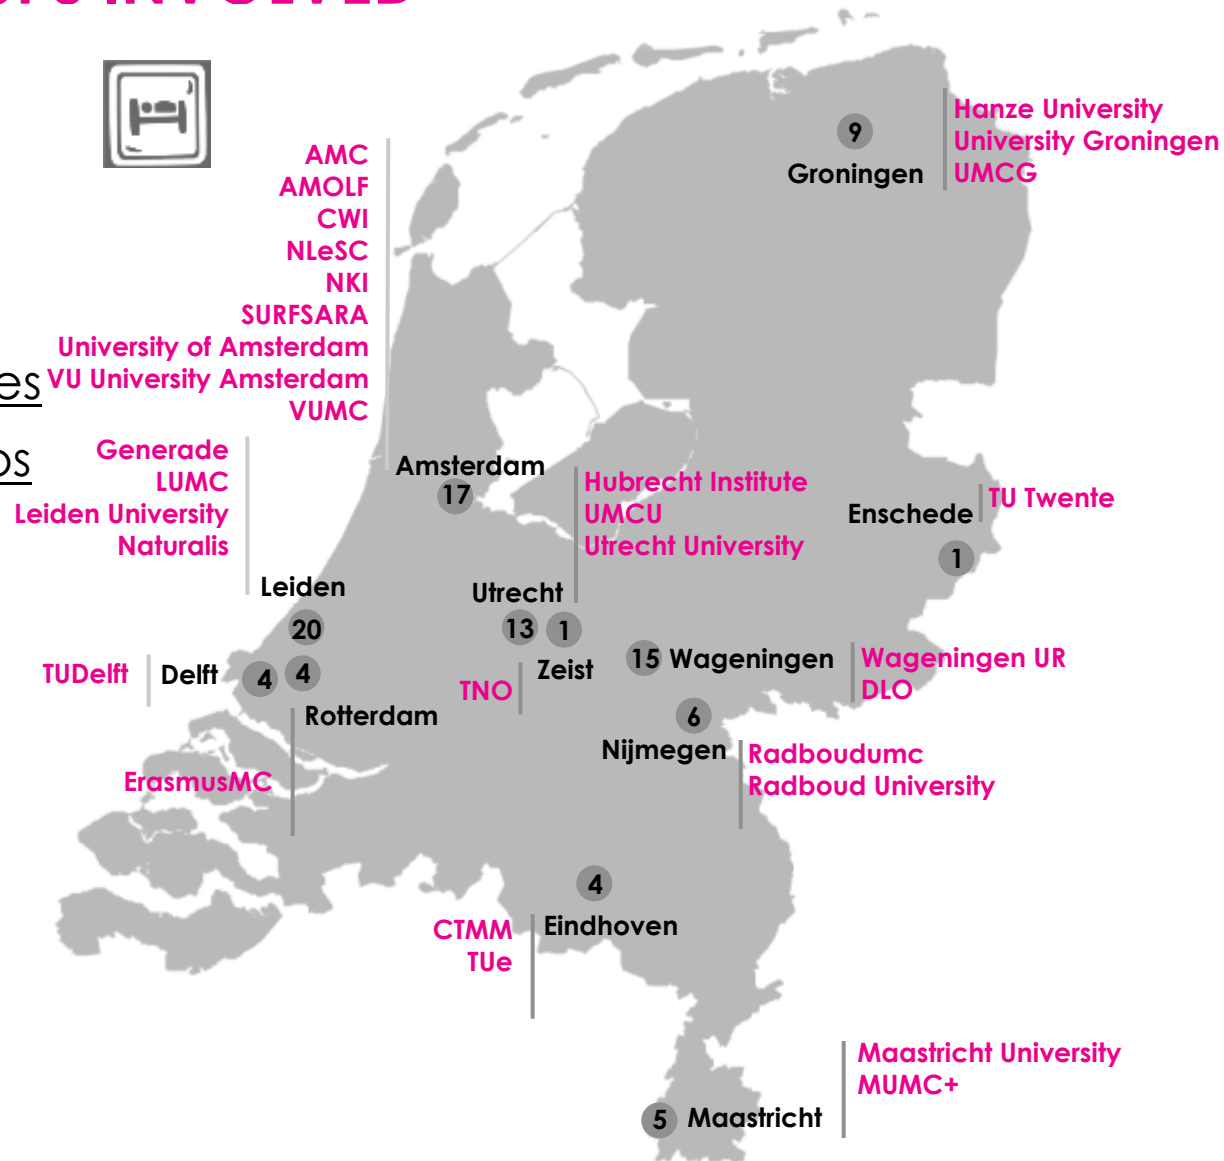 INVOLVED
Hanze University
University Groningen
UMCG
9
Groningen
AMC
AMOLF
CWI
NLeSC
NKI
SURFSARA
University of Amsterdam
VU University Amsterdam
VUMC
es
os
Generade
LUMC
Leiden University
Naturalis
Amsterdam
17
Hubrecht Institute
UMCU
Utrecht University
TU Twente
Enschede
1
Leiden
20
Utrecht
13
1
Zeist
TNO
15 Wageningen
Wageningen UR
DLO
TUDelft
Delft
4
4
Rotterdam
ErasmusMC
6
Nijmegen
Radboudumc
Radboud University
4
Eindhoven
CTMM
TUe
Maastricht University
MUMC+
5 Maastricht